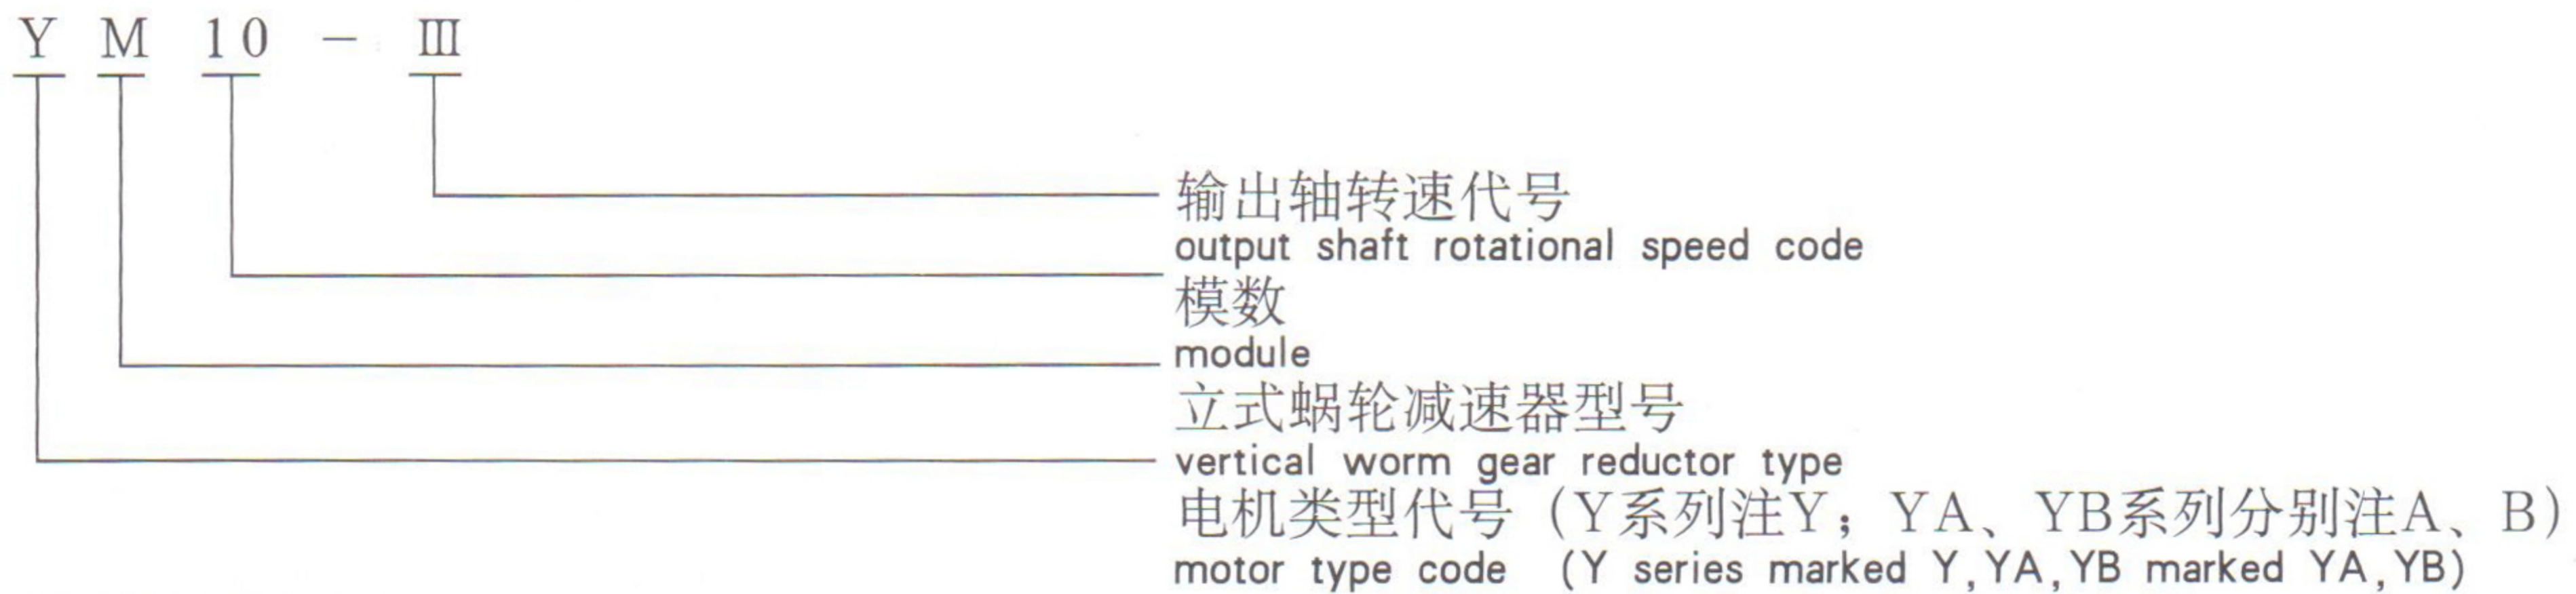 Y M 10 - Ⅲ
输出轴转速代号
output shaft rotational speed code
模数
module
立式蜗轮减速器型号
vertical worm gear reductor type
电机类型代号（Y系列注Y；YA、YB系列分别注A、B）
motor type code (Y series marked Y,YA,YB marked YA,YB)